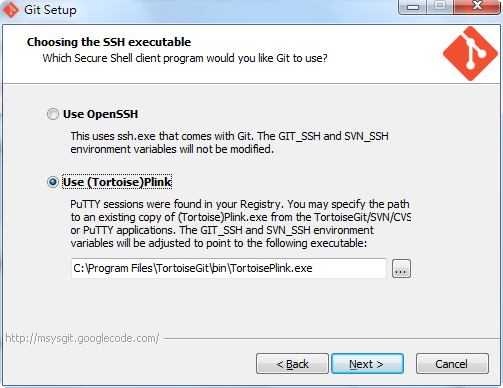 Git Setup
Choosing the SSH executable
Which Secure Shell client program would you like Git to use?
Use OpenSSH
This uses ssh.exe that comes with Git. The GIT_SSH and SVN_SSH
environment variables will not be modified.
Use (Tortoise)Plink
PuTTY sessions were found in your Registry. You may specify the path
to an existing copy of (Tortoise)Plink.exe from the TortoiseGit/SVN/CVS
or PuTTY applications. The GIT_SSH and SVN_SSH environment
variables will be adjusted to point to the following executable:
C:\Program Files\TortoiseGit\bin\TortoisePlink.exe
...
http://msysgit.googlecode.com/
< Back
Next >
Cancel